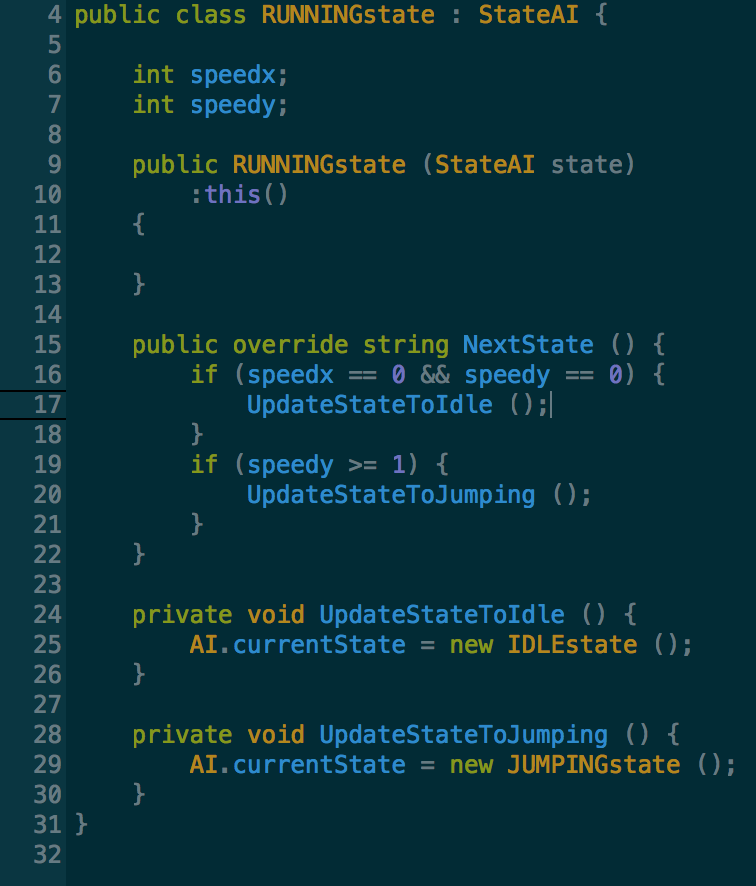 4 public class RUNNINGstate : StateAI {
5
6     int speedx;
7     int speedy;
8
9     public RUNNINGstate (StateAI state)
10         :this()
11     {
12
13     }
14
15     public override string NextState () {
16         if (speedx == 0 && speedy == 0) {
17             UpdateStateToIdle ();
18         }
19         if (speedy >= 1) {
20             UpdateStateToJumping ();
21         }
22     }
23
24     private void UpdateStateToIdle () {
25         AI.currentState = new IDLEstate ();
26     }
27
28     private void UpdateStateToJumping () {
29         AI.currentState = new JUMPINGstate ();
30     }
31 }
32